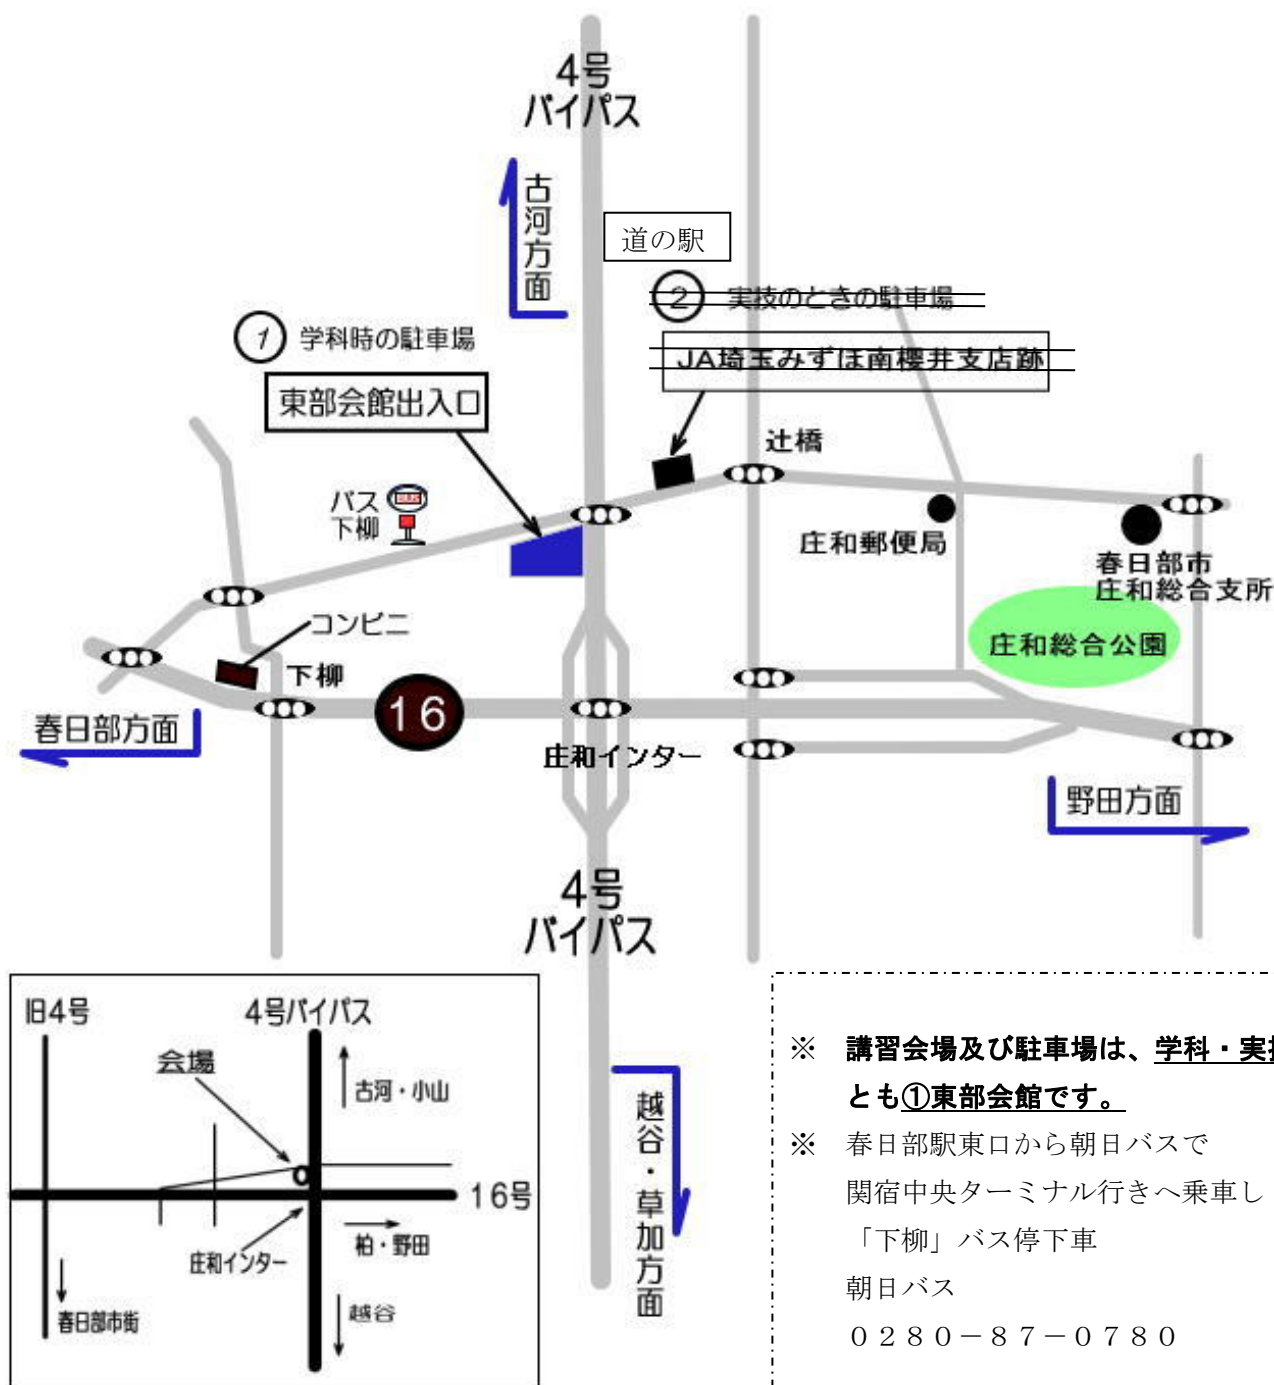 4号
バイパス
古河方面
道の駅
② 実技のときの駐車場
① 学科時の駐車場
JA埼玉みずほ南櫻井支店跡
東部会館出入口
辻橋
バス
下柳
BUS
庄和郵便局
春日部市
庄和総合支所
コンビニ
庄和総合公園
下柳
16
春日部方面
庄和インター
野田方面
4号
バイパス
越谷・草加方面
旧4号
4号バイパス
会場
古河・小山
16号
柏・野田
庄和インター
越谷
春日部市街
※ 講習会場及び駐車場は、学科・実
とも①東部会館です。
※ 春日部駅東口から朝日バスで
関宿中央ターミナル行きへ乗車し
「下柳」バス停下車
朝日バス
0280-87-0780